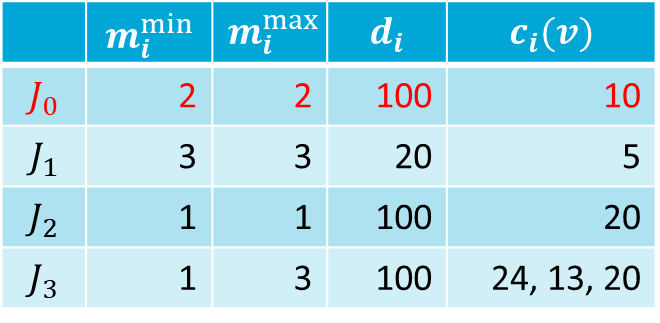 m_i^min m_i^max d_i c_i(v)
J_0 2 2 100 10
J_1 3 3 20 5
J_2 1 1 100 20
J_3 1 3 100 24, 13, 20